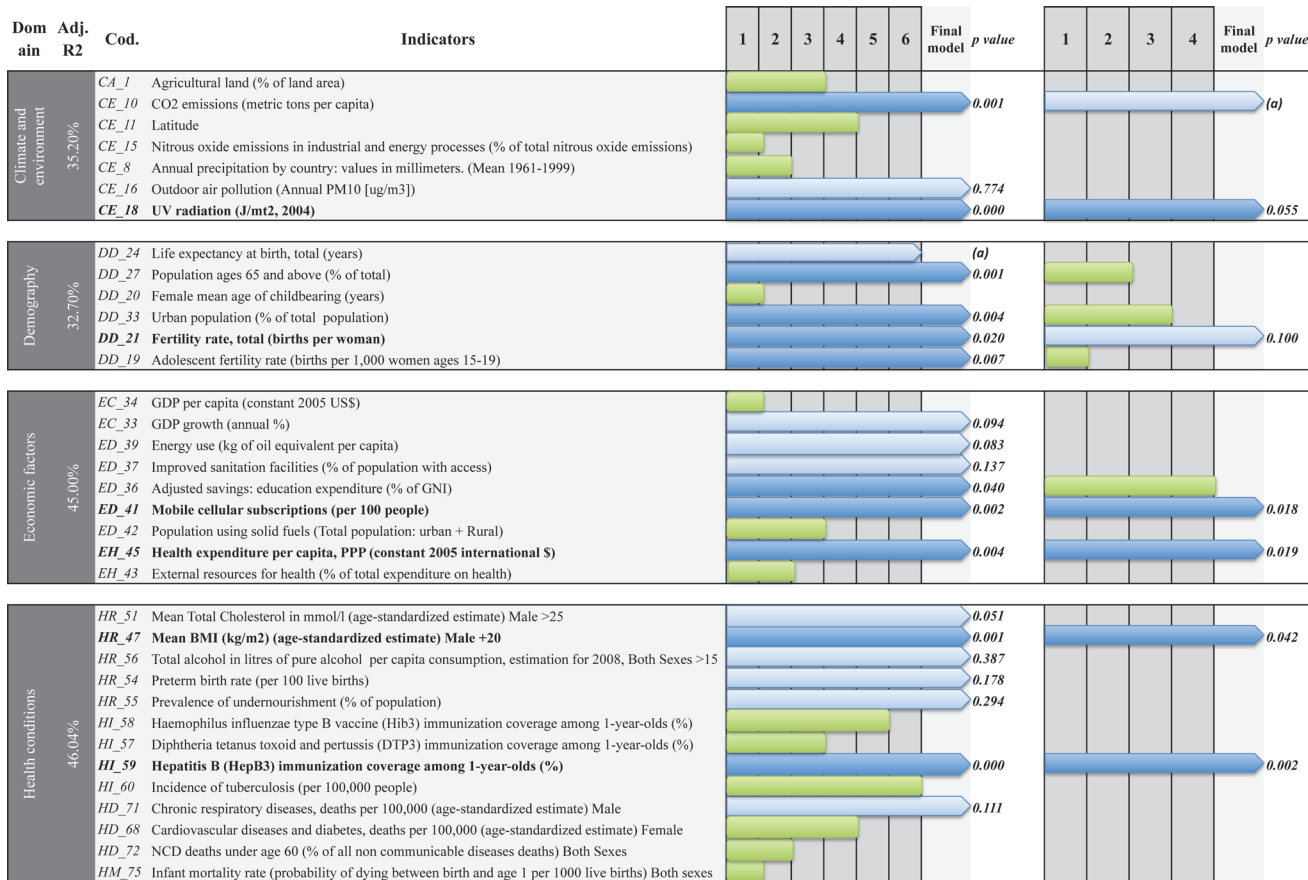 Dom ain Adj. R2 Cod. Indicators 1 2 3 4 5 6 Final model p value 1 2 3 4 Final model p value
Climate and environment
35.20%
CA_1 Agricultural land (% of land area)
CE_10 CO2 emissions (metric tons per capita) 0.001 (a)
CE_11 Latitude
CE_15 Nitrous oxide emissions in industrial and energy processes (% of total nitrous oxide emissions)
CE_8 Annual precipitation by country: values in millimeters. (Mean 1961-1999)
CE_16 Outdoor air pollution (Annual PM10 [ug/m3]) 0.774
CE_18 UV radiation (J/mt2, 2004) 0.000 0.055
Demography
32.70%
DD_24 Life expectancy at birth, total (years) (a)
DD_27 Population ages 65 and above (% of total) 0.001
DD_20 Female mean age of childbearing (years)
DD_33 Urban population (% of total population) 0.004
DD_21 Fertility rate, total (births per woman) 0.020 0.100
DD_19 Adolescent fertility rate (births per 1,000 women ages 15-19) 0.007
Economic factors
45.00%
EC_34 GDP per capita (constant 2005 US$)
EC_33 GDP growth (annual %) 0.094
ED_39 Energy use (kg of oil equivalent per capita) 0.083
ED_37 Improved sanitation facilities (% of population with access) 0.137
ED_36 Adjusted savings: education expenditure (% of GNI) 0.040
ED_41 Mobile cellular subscriptions (per 100 people) 0.002 0.018
ED_42 Population using solid fuels (Total population: urban + Rural)
EH_45 Health expenditure per capita, PPP (constant 2005 international $) 0.004 0.019
EH_43 External resources for health (% of total expenditure on health)
Health conditions
46.04%
HR_51 Mean Total Cholesterol in mmol/l (age-standardized estimate) Male >25 0.051
HR_47 Mean BMI (kg/m2) (age-standardized estimate) Male +20 0.001 0.042
HR_56 Total alcohol in litres of pure alcohol per capita consumption, estimation for 2008, Both Sexes >15 0.387
HR_54 Preterm birth rate (per 100 live births) 0.178
HR_55 Prevalence of undernourishment (% of population) 0.294
HI_58 Haemophilus influenzae type B vaccine (Hib3) immunization coverage among 1-year-olds (%)
HI_57 Diphtheria tetanus toxoid and pertussis (DTP3) immunization coverage among 1-year-olds (%)
HI_59 Hepatitis B (HepB3) immunization coverage among 1-year-olds (%) 0.000 0.002
HI_60 Incidence of tuberculosis (per 100,000 people)
HD_71 Chronic respiratory diseases, deaths per 100,000 (age-standardized estimate) Male 0.111
HD_68 Cardiovascular diseases and diabetes, deaths per 100,000 (age-standardized estimate) Female
HD_72 NCD deaths under age 60 (% of all non communicable diseases deaths) Both Sexes
HM_75 Infant mortality rate (probability of dying between birth and age 1 per 1000 live births) Both sexes